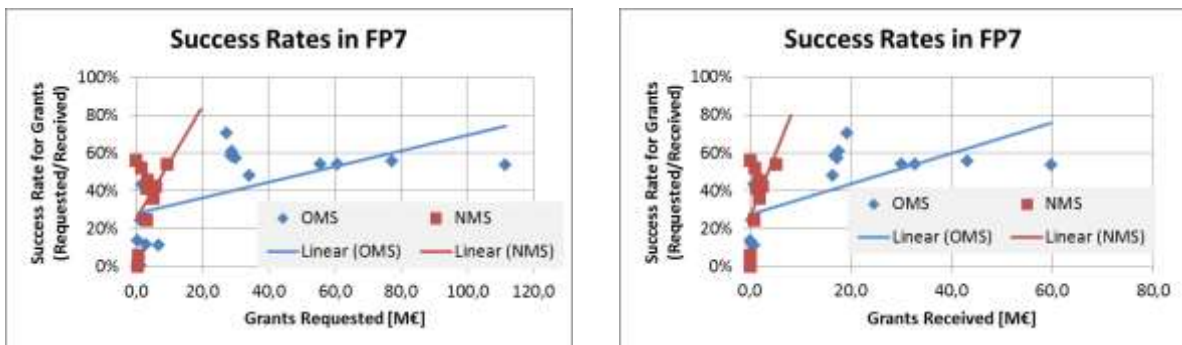 Success Rates in FP7
Success Rate for Grants
(Requested/Received)
100%
80%
60%
40%
20%
0%
OMS
NMS
Linear (OMS)
Linear (NMS)
0,0
20,0
40,0
60,0
80,0
100,0
120,0
Grants Requested [M€]
Success Rates in FP7
Success Rate for Grants
(Requested/Received)
100%
80%
60%
40%
20%
0%
OMS
NMS
Linear (OMS)
Linear (NMS)
0,0
20,0
40,0
60,0
80,0
Grants Received [M€]